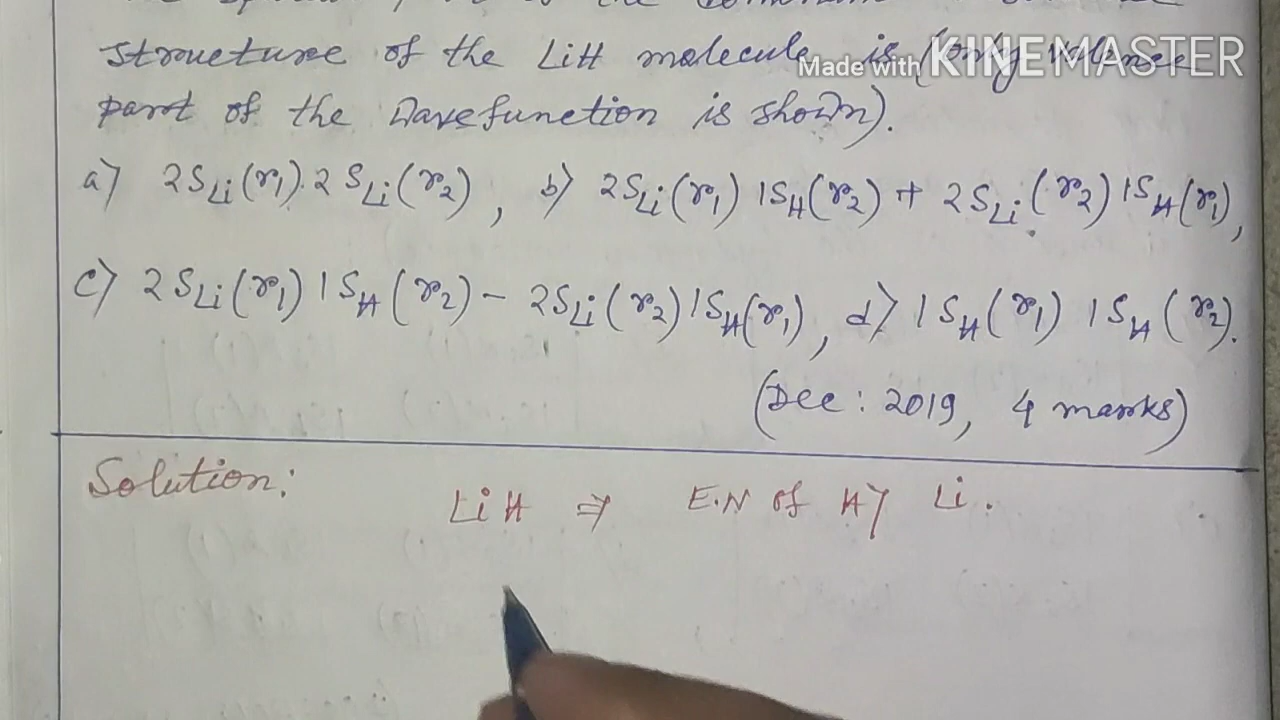 structure of the LiH molecule is (only valence
Made with KINEMASTER
part of the wavefunction is shown).
a) 2S_Li(r₁) 2S_Li(r₂), b) 2S_Li(r₁) 1S_H(r₂) + 2S_Li(r₂) 1S_H(r₁),
c) 2S_Li(r₁) 1S_H(r₂) - 2S_Li(r₂) 1S_H(r₁), d) 1S_H(r₁) 1S_H(r₂).
(Dec: 2019, 4 marks)
Solution:
LiH ⇒ E.N of H > Li.